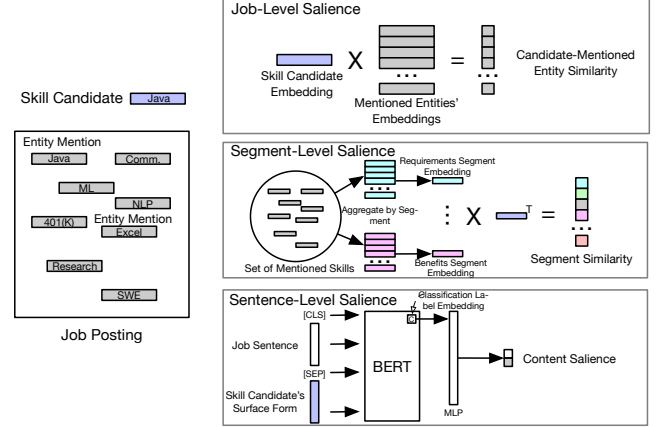 Skill Candidate
Java
Entity Mention
Java
Comm.
ML
NLP
401(K)
Entity Mention
Excel
Research
SWE
Job Posting
Job-Level Salience
Skill Candidate
Embedding
X
...
Mentioned Entities'
Embeddings
=
...
Candidate-Mentioned
Entity Similarity
Segment-Level Salience
Set of Mentioned Skills
Requirements Segment
Embedding
...
Aggregate by Seg-
ment
...
Benefits Segment
Embedding
⋮
X
T
=
...
Segment Similarity
Sentence-Level Salience
[CLS]
Job Sentence
[SEP]
Skill Candidate's
Surface Form
BERT
C
Classification La-
bel Embedding
MLP
Content Salience